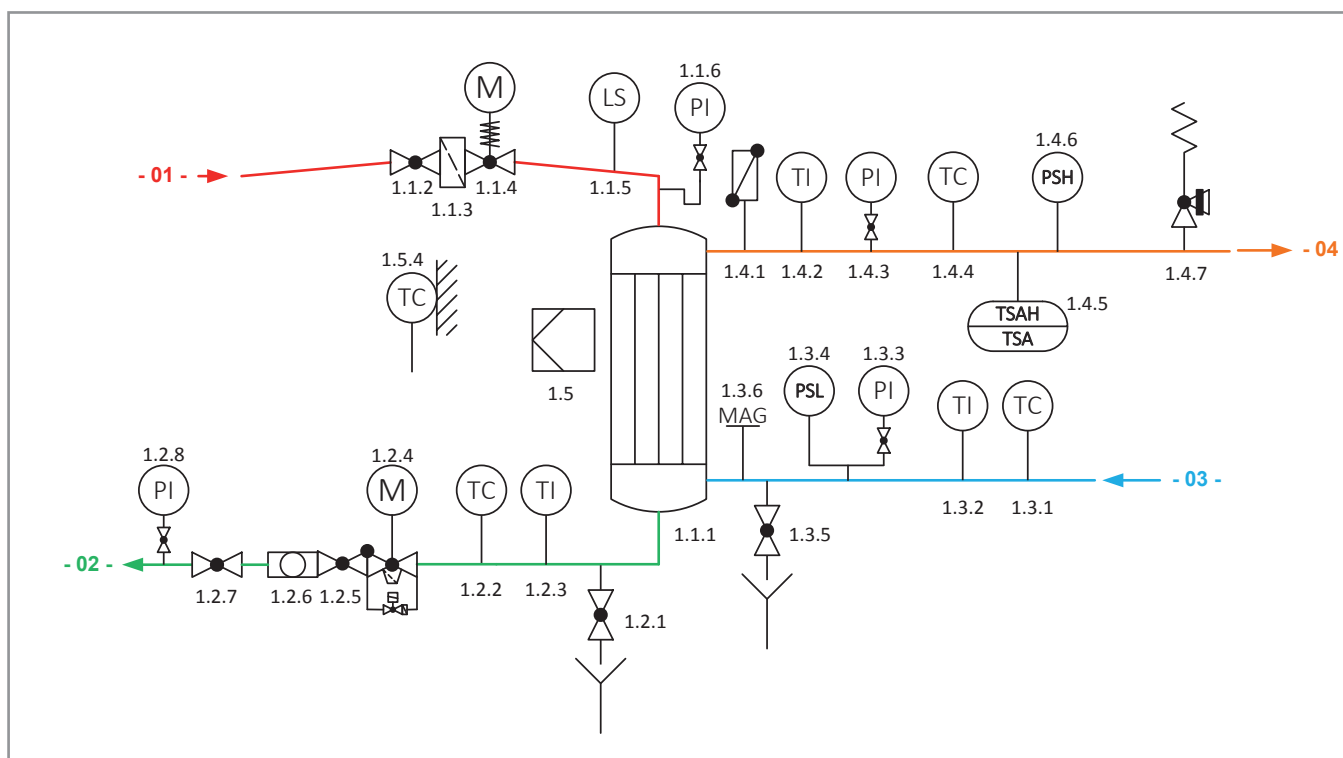 1.1.6
M
LS
PI
1.4.6
- 01 -
1.1.2
1.1.4
1.1.5
1.1.3
TI
PI
TC
PSH
- 04
1.4.1
1.4.2
1.4.3
1.4.4
1.4.7
1.5.4
TC
1.4.5
TSAH
TSA
1.5
1.3.4
1.3.3
1.3.6
MAG
PSL
PI
TI
TC
- 03 -
1.3.2
1.3.1
1.2.8
1.2.4
PI
M
TC
TI
1.1.1
1.3.5
- 02 -
1.2.7
1.2.6
1.2.5
1.2.2
1.2.3
1.2.1